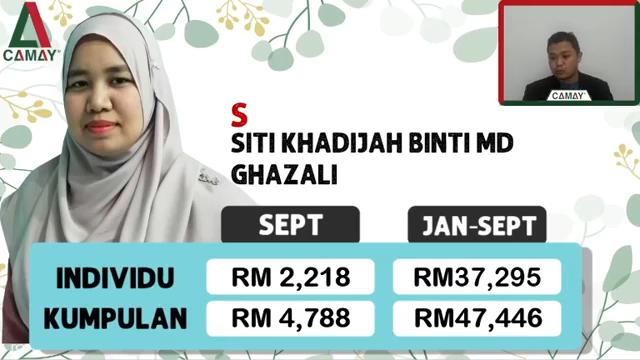 CAMAY
CAMAY
S
SITI KHADIJAH BINTI MD
GHAZALI
SEPT JAN-SEPT
INDIVIDU RM 2,218 RM37,295
KUMPULAN RM 4,788 RM47,446